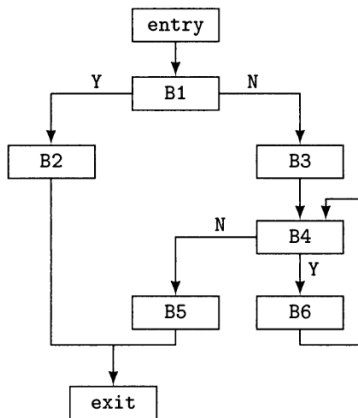 entry
Y B1 N
B2 B3
N B4
Y
B5 B6
exit